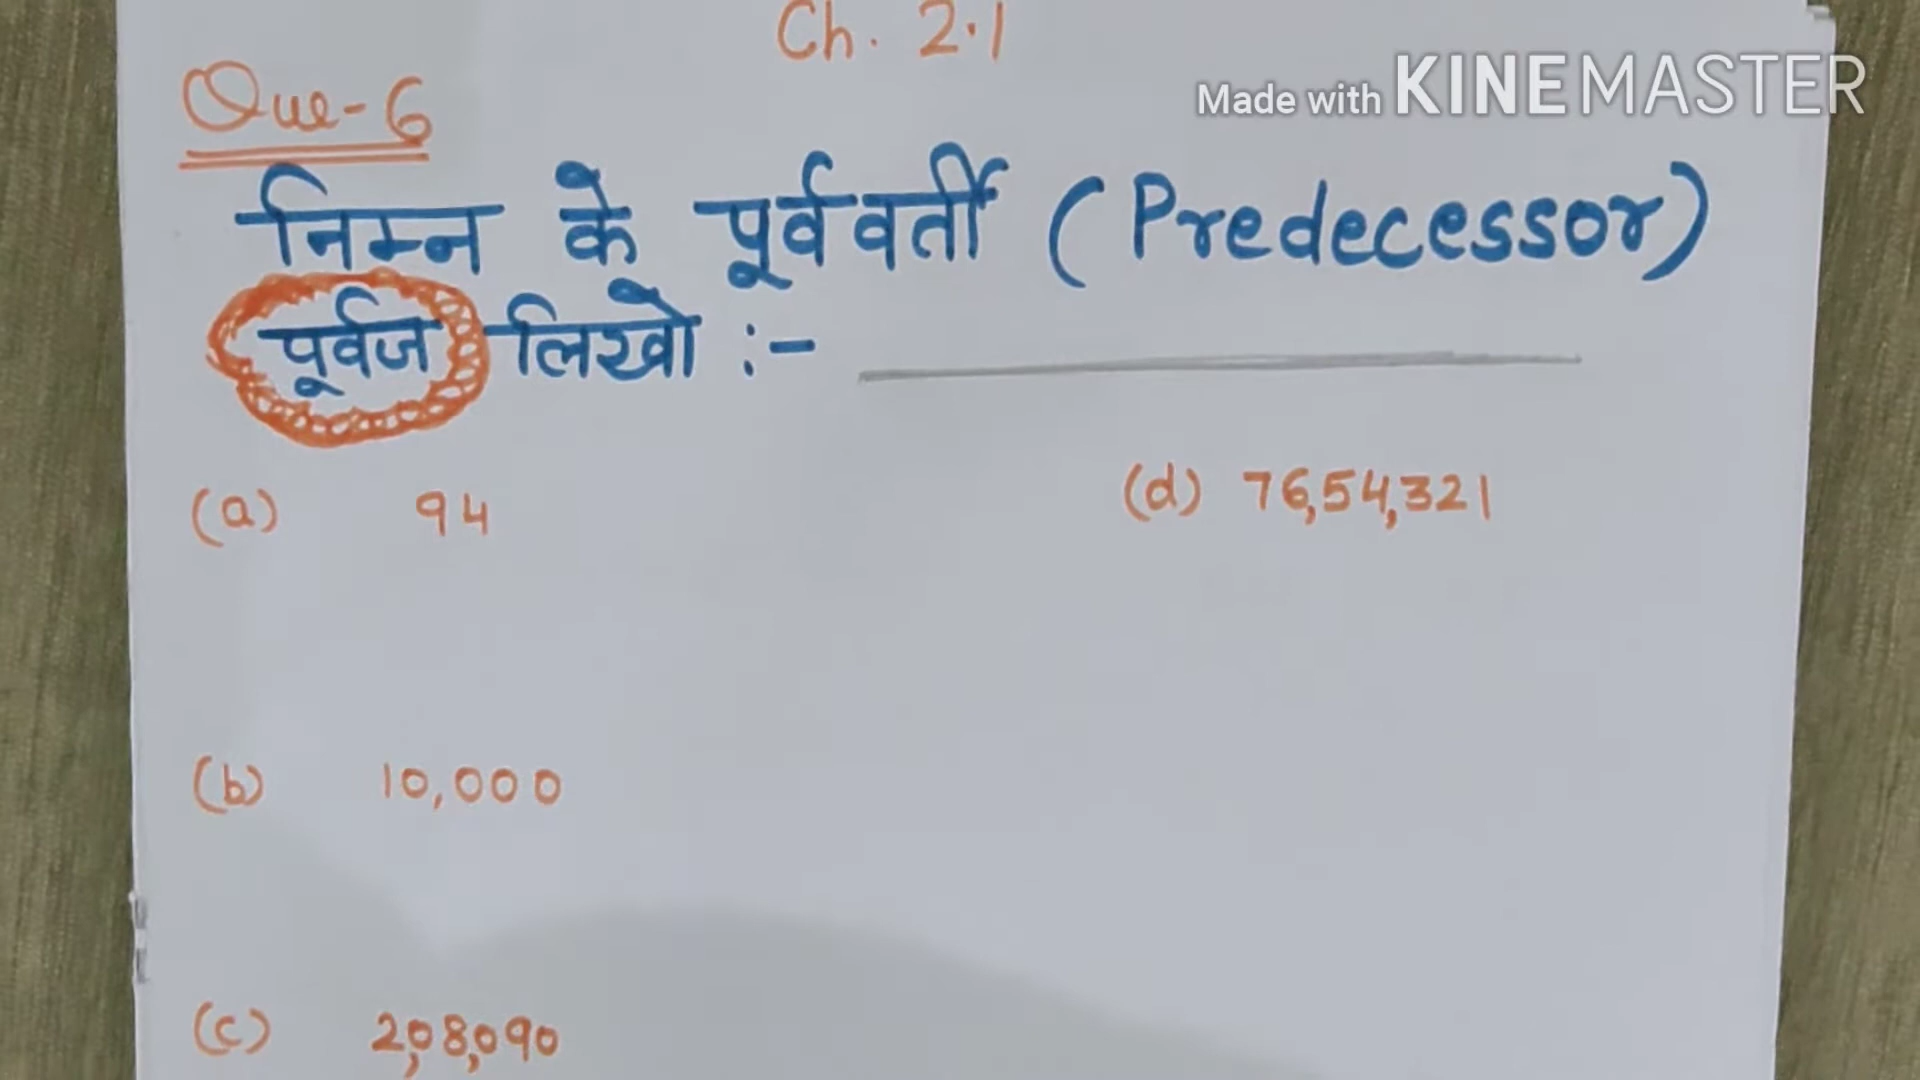 Ch. 2.1
Made with KINEMASTER
Que-6
निम्न के पूर्ववर्ती (Predecessor)
पूर्वज लिखो :-
(a) 94
(d) 76,54,321
(b) 10,000
(c) 2,08,090